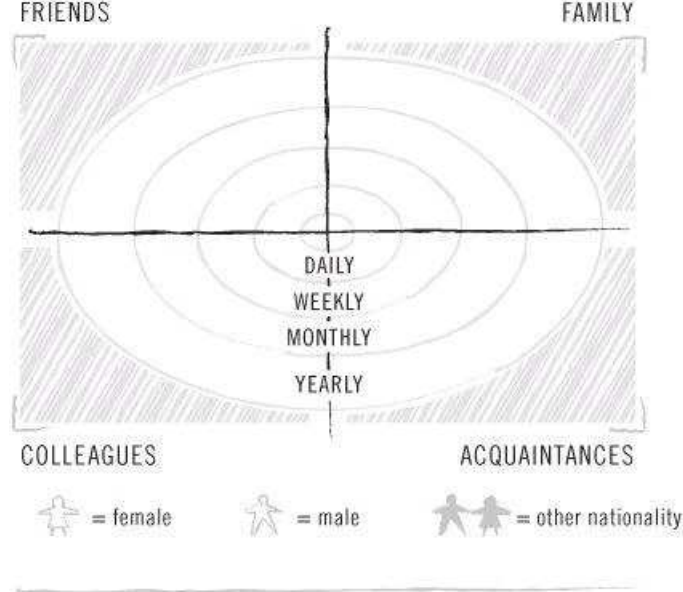 FRIENDS FAMILY
DAILY
WEEKLY
MONTHLY
YEARLY
COLLEAGUES ACQUAINTANCES
= female = male = other nationality